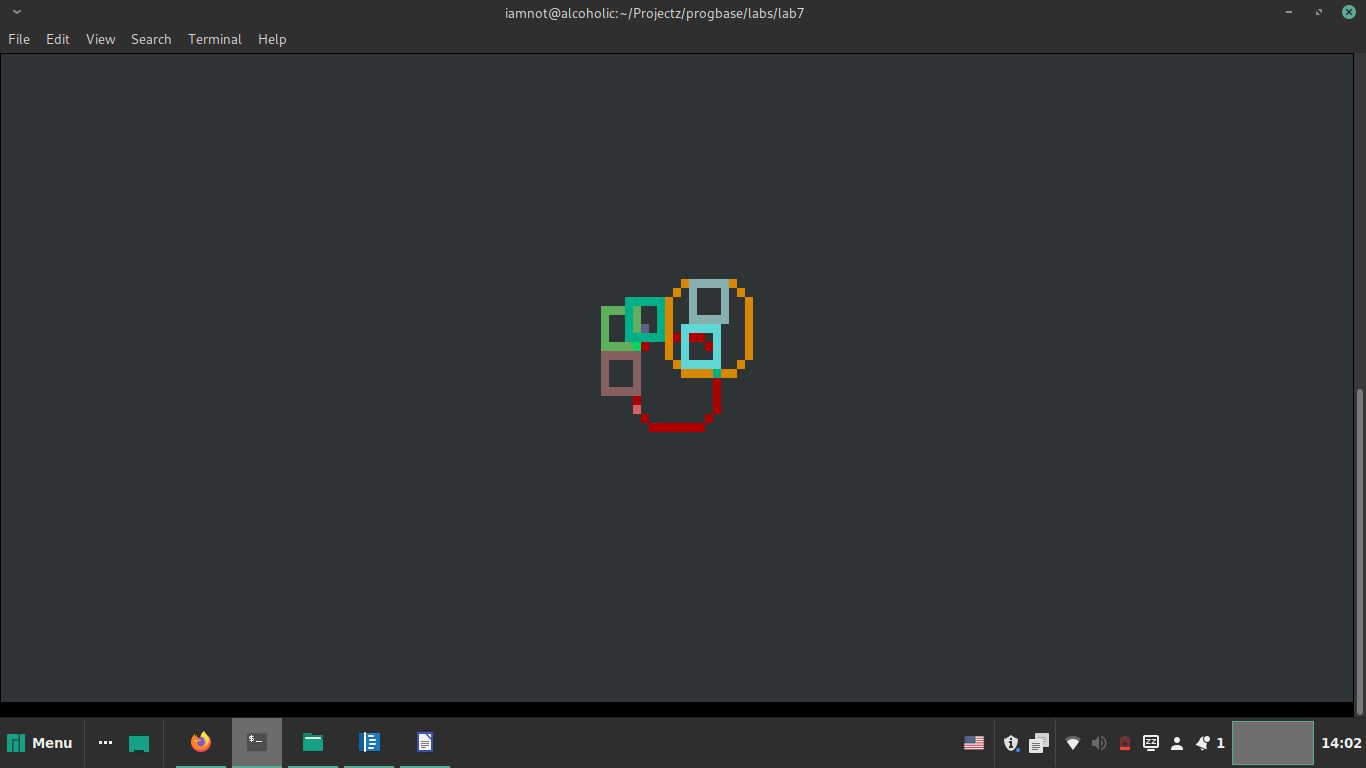 iamnot@alcoholic:~/Projectz/progbase/labs/lab7
File Edit View Search Terminal Help
Menu $_ 1 14:02